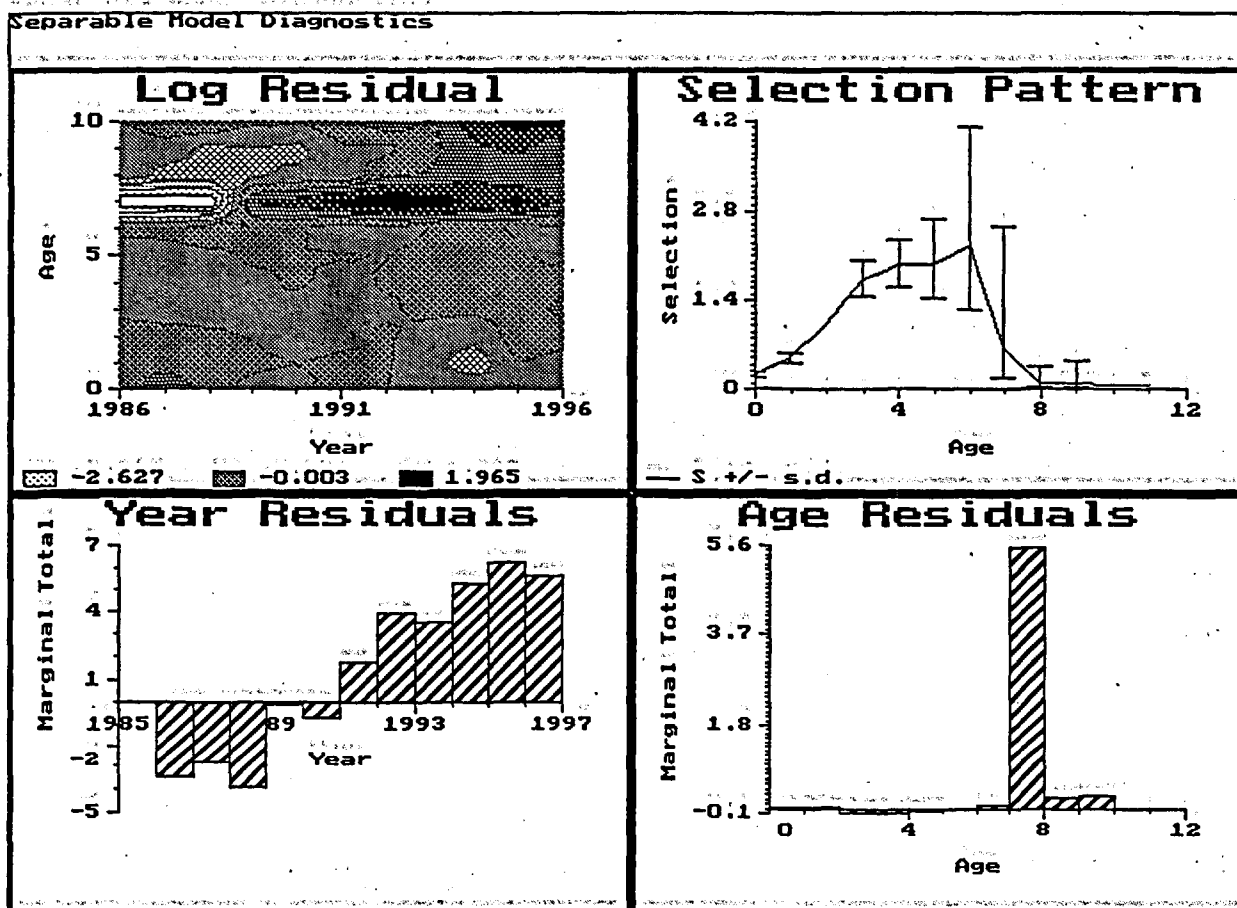 Separable Model Diagnostics
Log Residual
10
5
0
Age
1986 1991 1996
Year
-2.627 -0.003 1.965
Selection Pattern
4.2
2.8
1.4
0
Selection
0 4 8 12
Age
S +/- s.d.
Year Residuals
7
4
1
-2
-5
Marginal Total
1985 89 1993 1997
Year
Age Residuals
5.6
3.7
1.8
-0.1
Marginal Total
0 4 8 12
Age